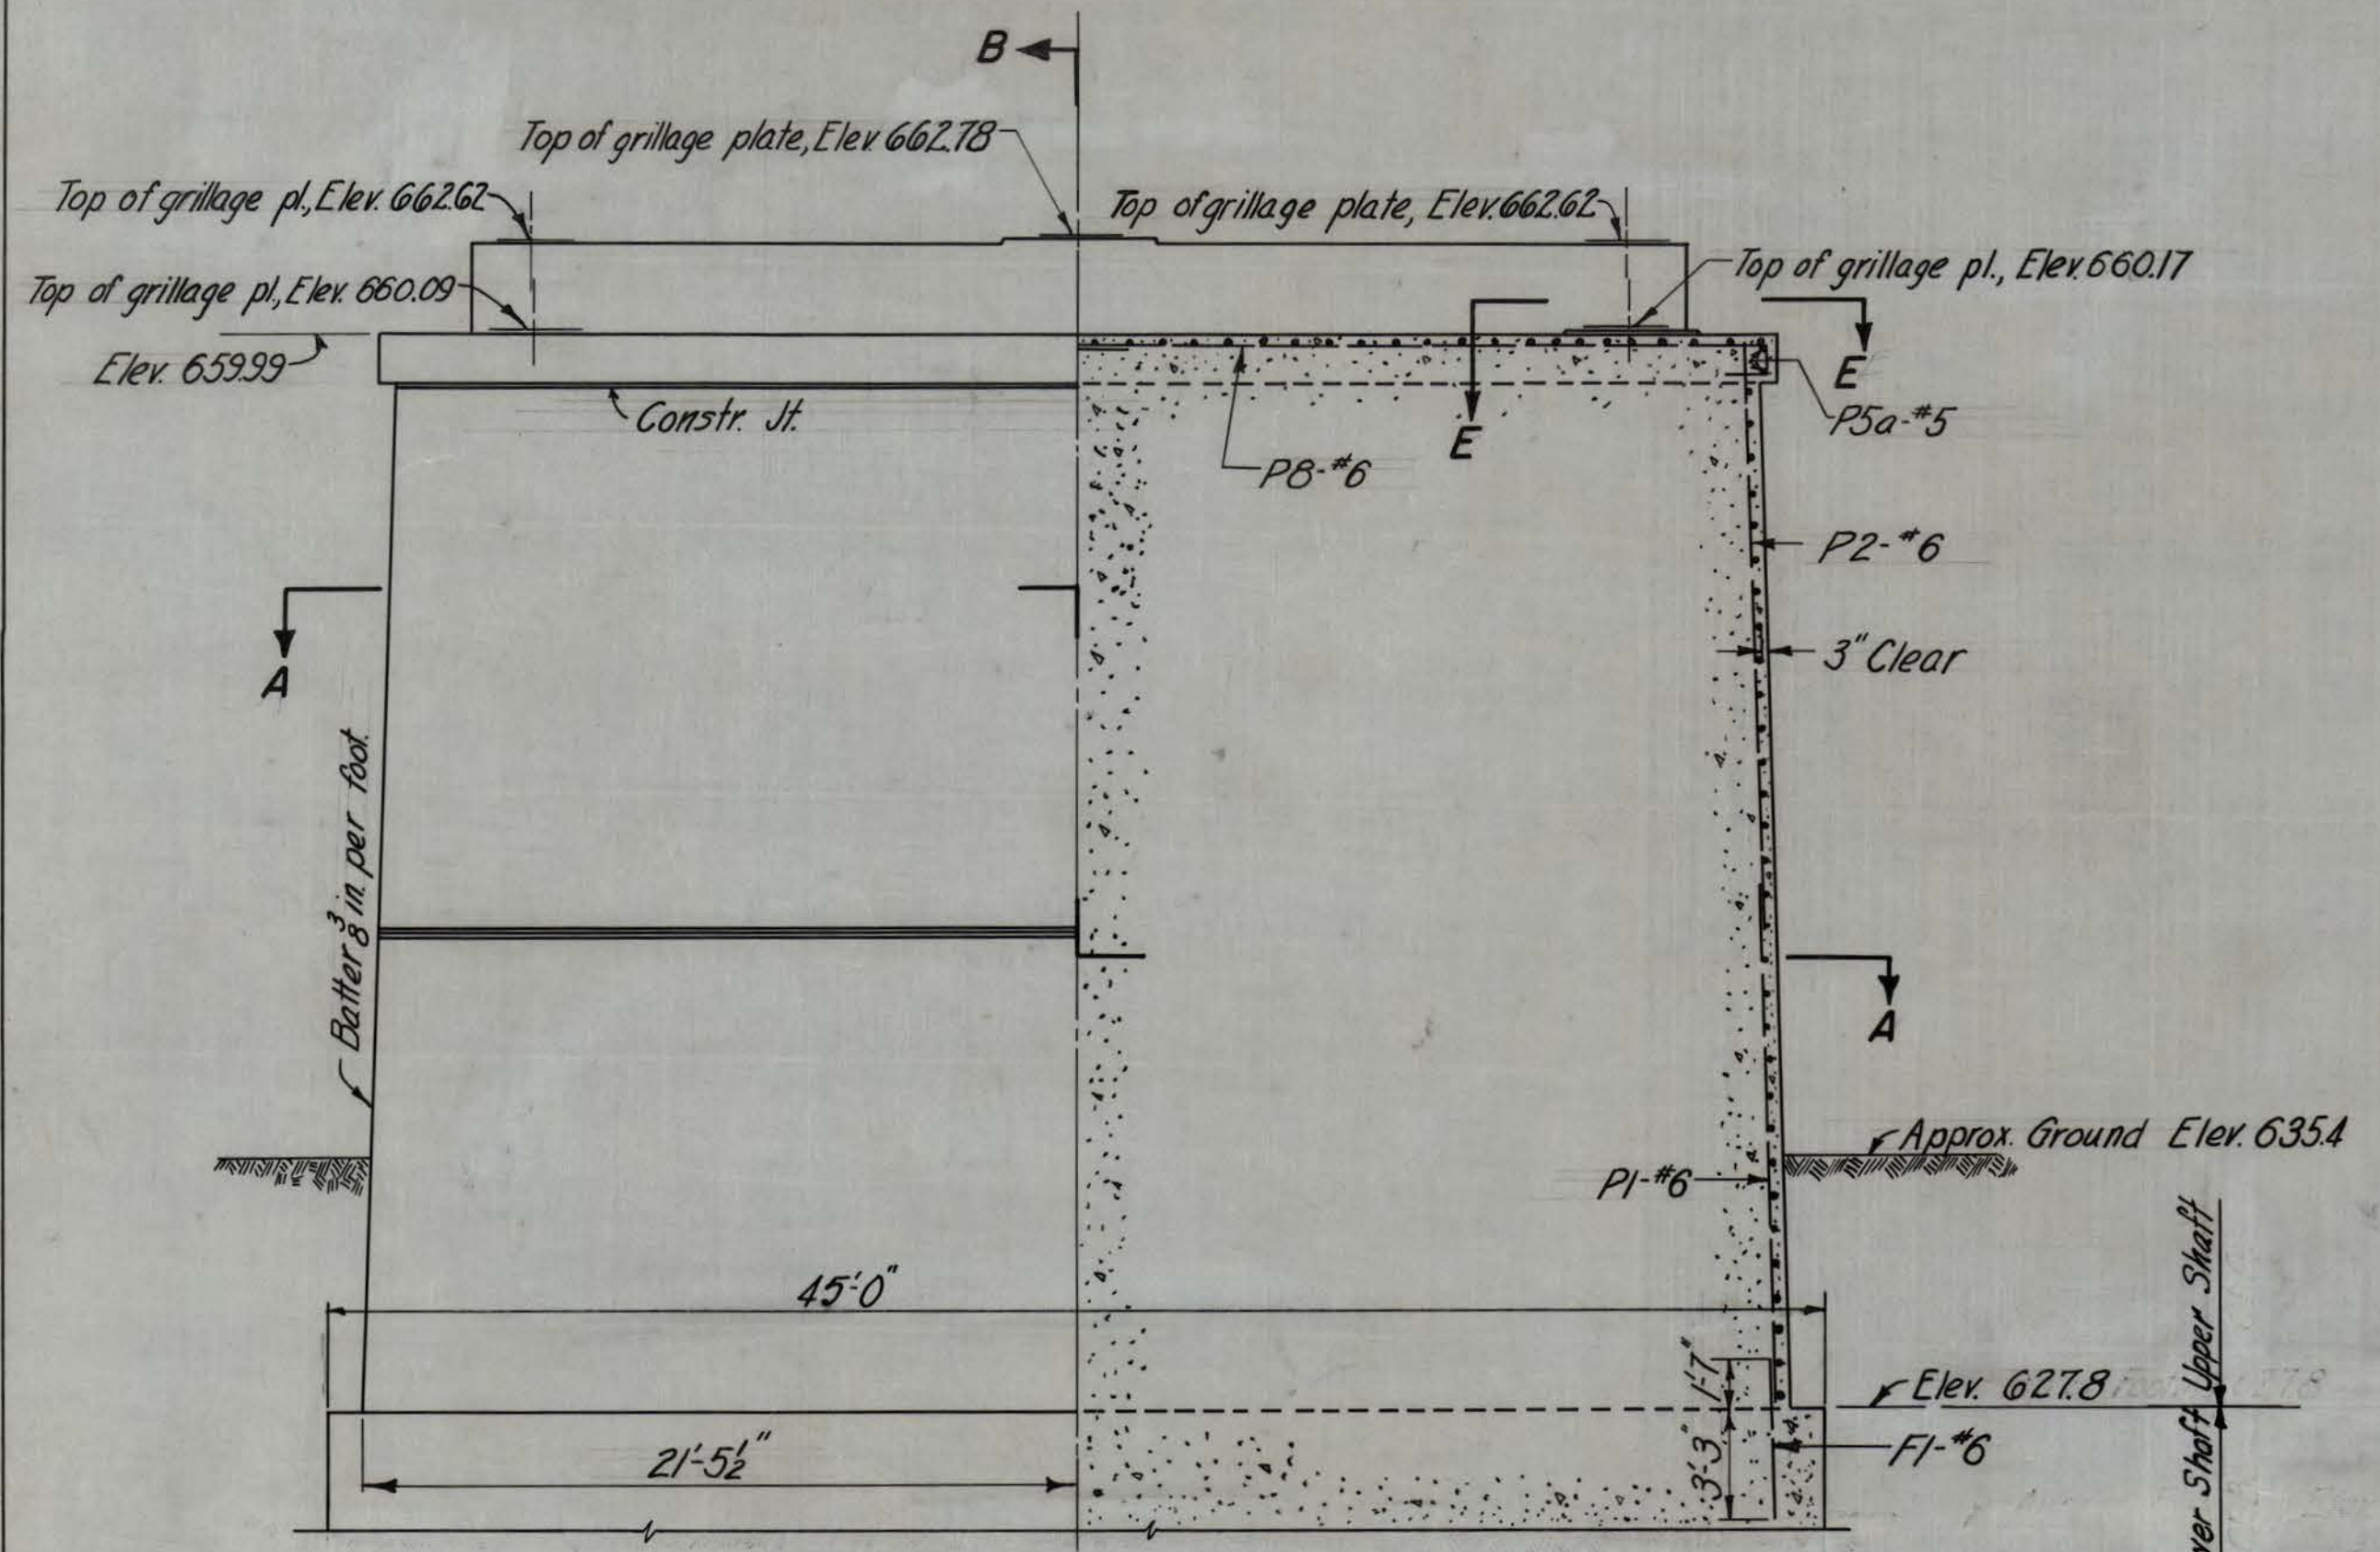 B
Top of grillage plate, Elev. 662.78
Top of grillage pl., Elev. 662.62
Top of grillage plate, Elev. 662.62
Top of grillage pl., Elev. 660.17
Top of grillage pl., Elev. 660.09
Elev. 659.99
E
E
P5a-#5
Constr. Jt.
P8-#6
P2-#6
3" Clear
A
Batter 3/8 in. per foot.
A
Approx. Ground Elev. 635.4
P1-#6
Upper Shaft
45'-0"
1'-7"
Elev. 627.8
21'-5½"
3'-3"
F1-#6
Shaft